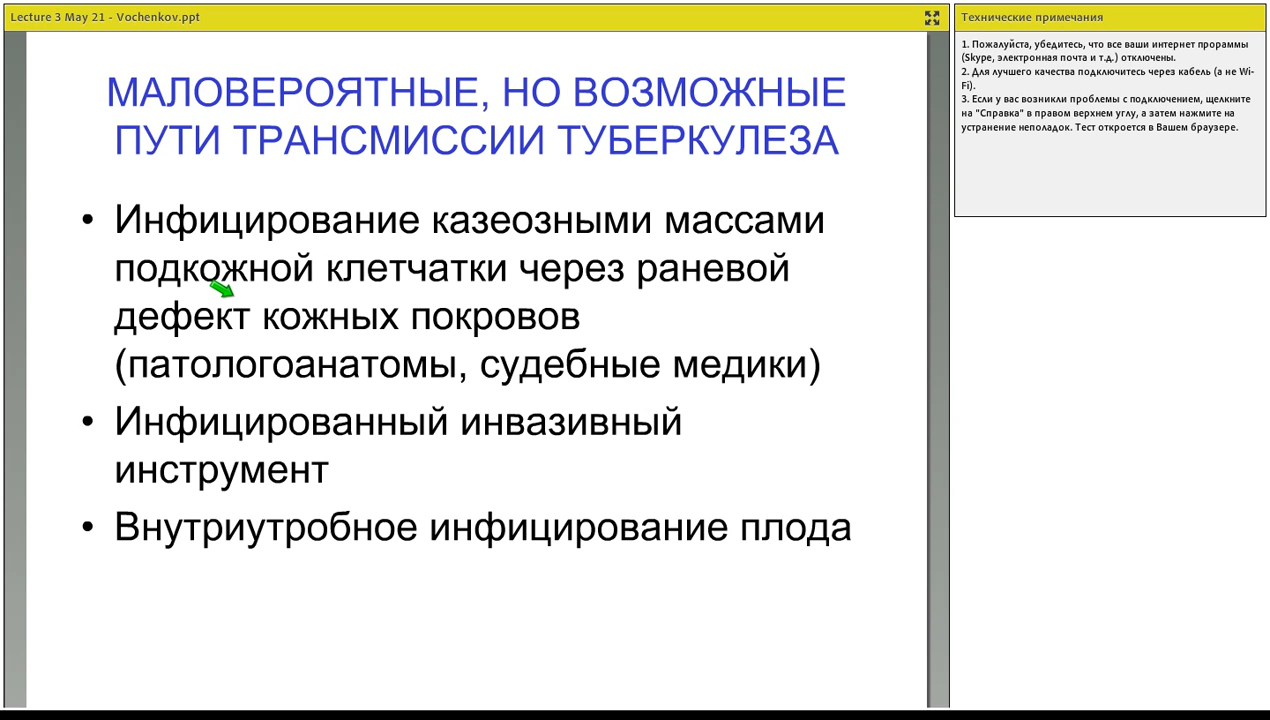 Lecture 3 May 21 - Vochenkov.ppt
МАЛОВЕРОЯТНЫЕ, НО ВОЗМОЖНЫЕ
ПУТИ ТРАНСМИССИИ ТУБЕРКУЛЕЗА
• Инфицирование казеозными массами
подкожной клетчатки через раневой
дефект кожных покровов
(патологоанатомы, судебные медики)
• Инфицированный инвазивный
инструмент
• Внутриутробное инфицирование плода
Технические примечания
1. Пожалуйста, убедитесь, что все ваши интернет прораммы
(Skype, электронная почта и т.д.) отключены.
2. Для лучшего качества подключитесь через кабель (а не Wi-
Fi).
3. Если у вас возникли проблемы с подключением, щелкните
на "Справка" в правом верхнем углу, а затем нажмите на
устранение неполадок. Тест откроется в Вашем браузере.